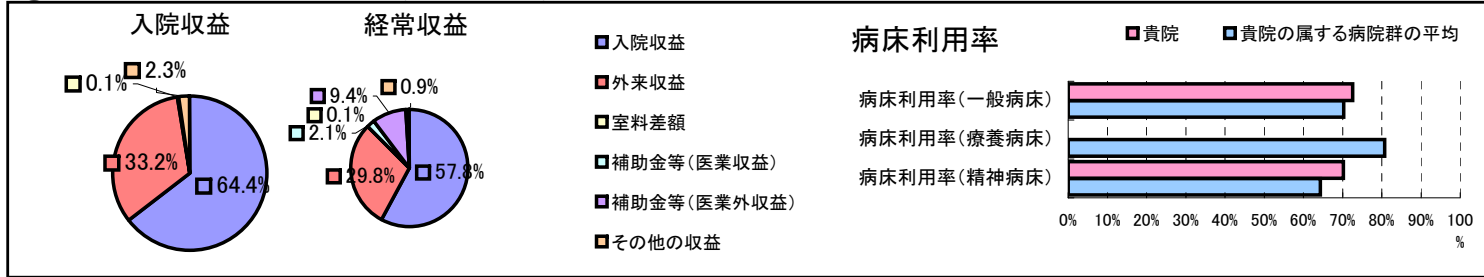 入院収益
0.1%
2.3%
33.2%
64.4%
経常収益
9.4%
0.9%
0.1%
2.1%
29.8%
57.8%
入院収益
外来収益
室料差額
補助金等(医業収益)
補助金等(医業外収益)
その他の収益
病床利用率
貴院
貴院の属する病院群の平均
病床利用率(一般病床)
病床利用率(療養病床)
病床利用率(精神病床)
0% 10% 20% 30% 40% 50% 60% 70% 80% 90% 100
%